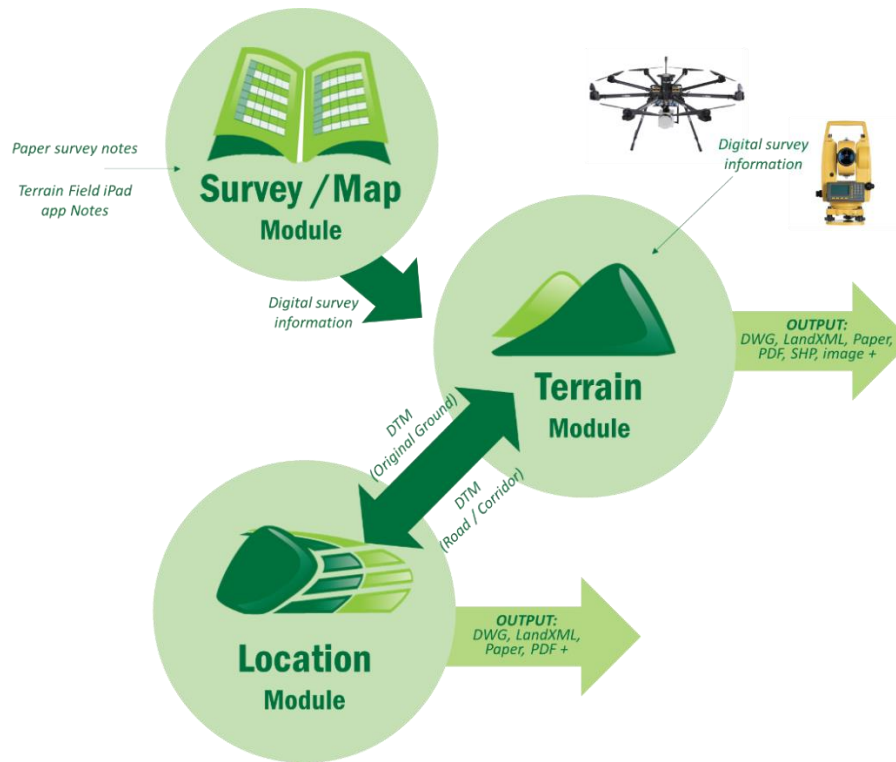 Paper survey notes
Terrain Field iPad
app Notes
Survey / Map
Module
Digital survey
information
Digital survey
information
Terrain
Module
OUTPUT:
DWG, LandXML, Paper,
PDF, SHP, image +
DTM
(Original Ground)
DTM
(Road / Corridor)
Location
Module
OUTPUT:
DWG, LandXML,
Paper, PDF +